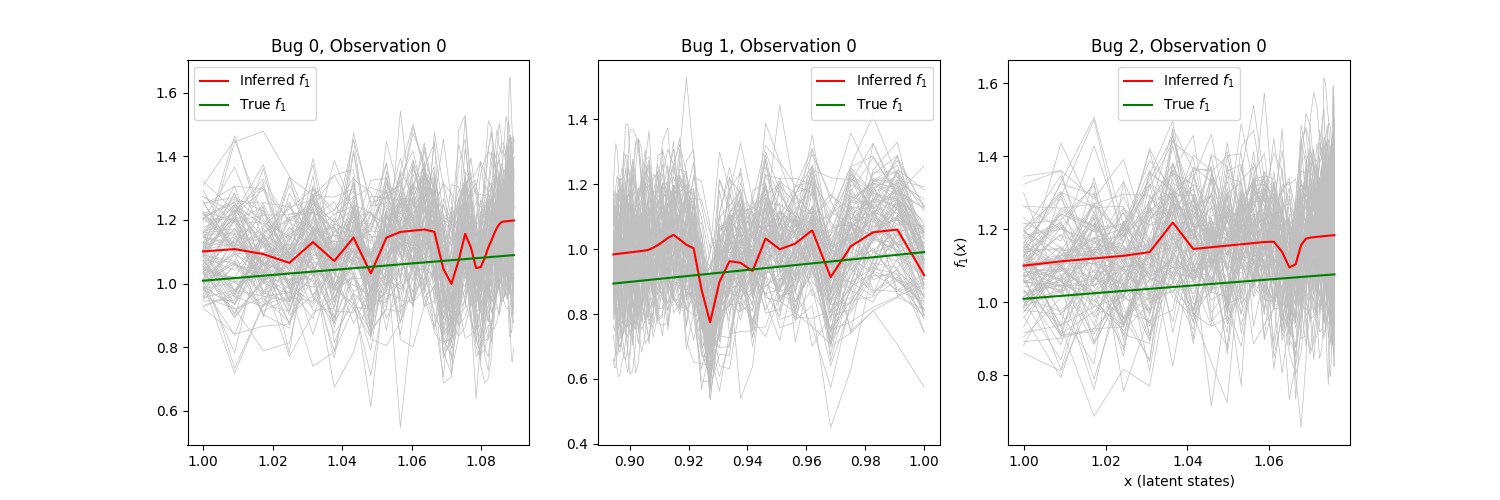 Bug 0, Observation 0
Inferred f₁
True f₁
1.6
1.4
1.2
1.0
0.8
0.6
1.00 1.02 1.04 1.06 1.08
Bug 1, Observation 0
Inferred f₁
True f₁
1.4
1.2
1.0
0.8
0.6
0.4
0.90 0.92 0.94 0.96 0.98 1.00
Bug 2, Observation 0
Inferred f₁
True f₁
f₁(x)
1.6
1.4
1.2
1.0
0.8
1.00 1.02 1.04 1.06
x (latent states)